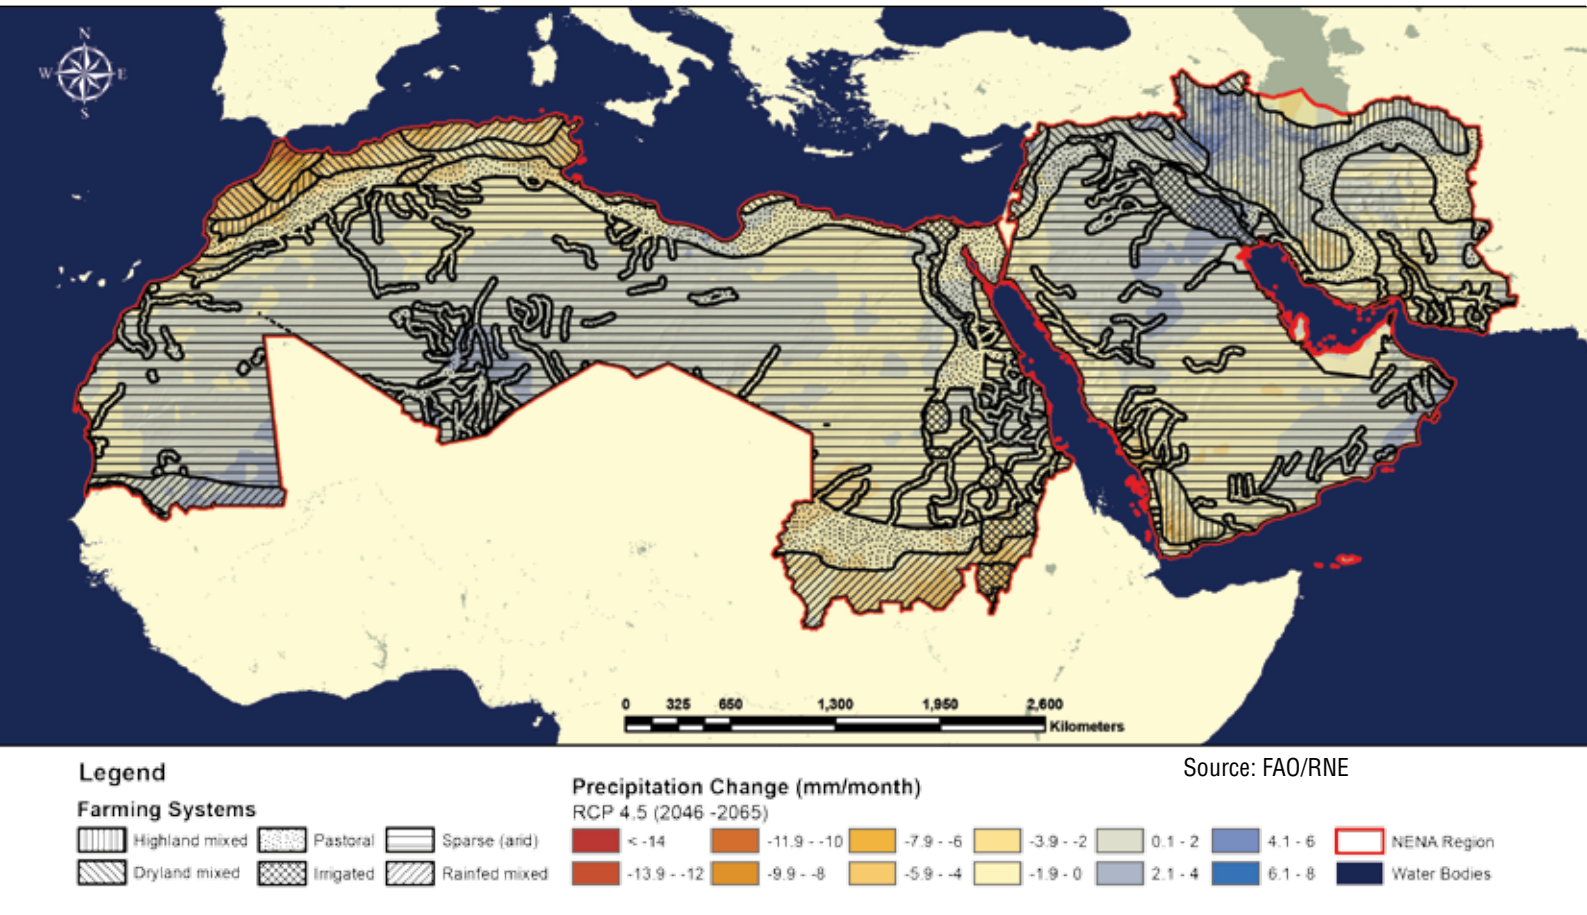 N
W E
S
0 325 650 1,300 1,950 2,600
Kilometers
Source: FAO/RNE
Legend
Farming Systems
Highland mixed Pastoral Sparse (arid)
Dryland mixed Irrigated Rainfed mixed
Precipitation Change (mm/month)
RCP 4.5 (2046 -2065)
< -14 -11.9 - -10 -7.9 - -6 -3.9 - -2 0.1 - 2 4.1 - 6 NENA Region
-13.9 - -12 -9.9 - -8 -5.9 - -4 -1.9 - 0 2.1 - 4 6.1 - 8 Water Bodies